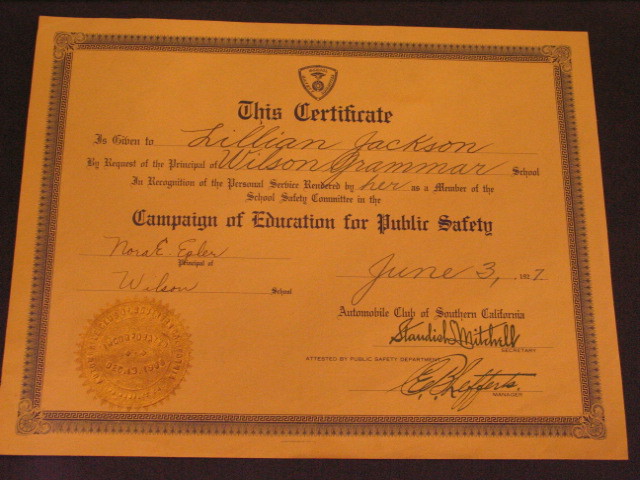 This Certificate
Is Given to Lillian Jackson
By Request of the Principal of Wilson Grammar School
In Recognition of the Personal Service Rendered by her as a Member of the
School Safety Committee in the
Campaign of Education for Public Safety
Nora E. Egler
Principal of
Wilson School
June 3, 1927
Automobile Club of Southern California
Standish Mitchell
SECRETARY
ATTESTED BY PUBLIC SAFETY DEPARTMENT
E. B. Lefferts
MANAGER